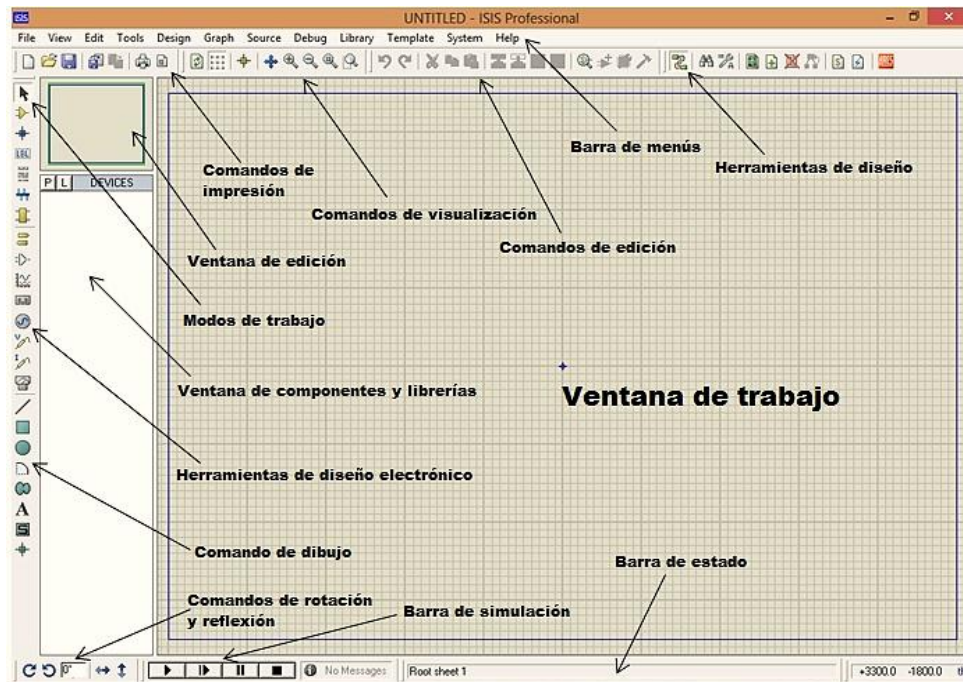 ISIS
UNTITLED - ISIS Professional
File View Edit Tools Design Graph Source Debug Library Template System Help
Barra de menús
Herramientas de diseño
Comandos de
impresión
P L DEVICES
Comandos de visualización
Comandos de edición
LBL
Ventana de edición
Modos de trabajo
Ventana de componentes y librerías
Ventana de trabajo
Herramientas de diseño electrónico
A
S
Comando de dibujo
Barra de estado
Comandos de rotación
y reflexión
Barra de simulación
0°
No Messages
Root sheet 1
+3300.0 -1800.0